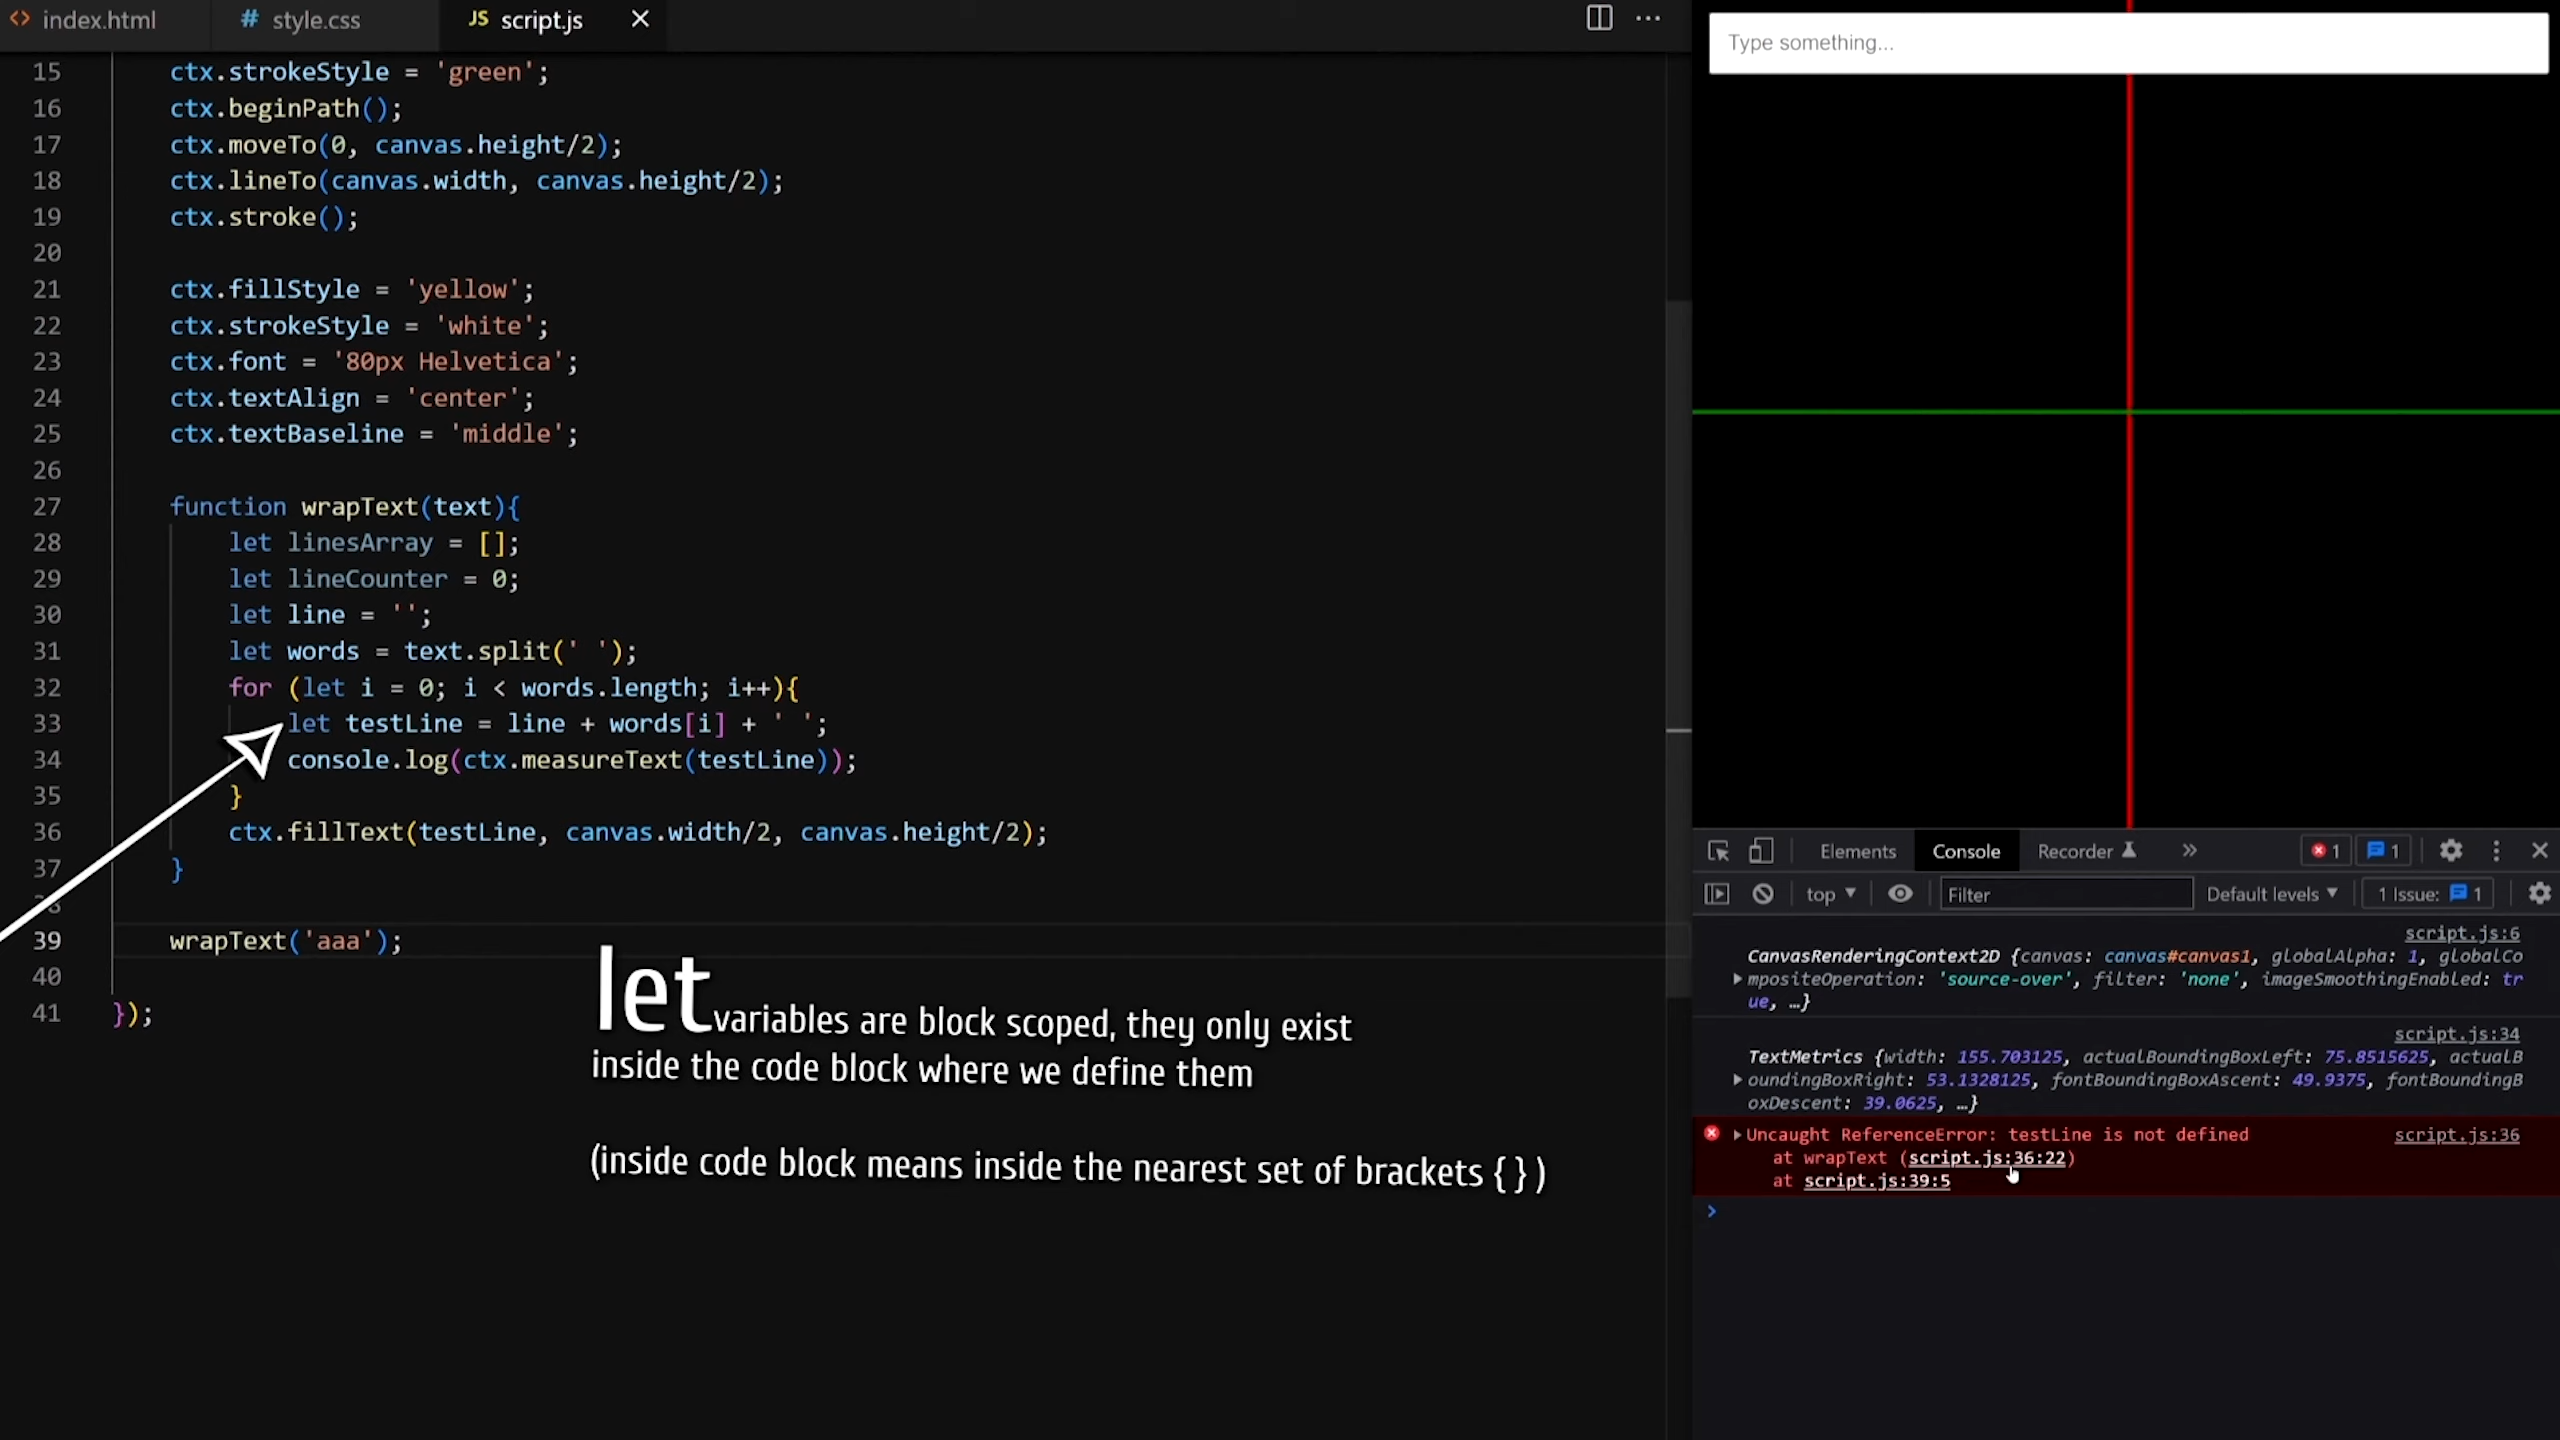 index.html
# style.css
JS script.js
15 ctx.strokeStyle = 'green';
16 ctx.beginPath();
17 ctx.moveTo(0, canvas.height/2);
18 ctx.lineTo(canvas.width, canvas.height/2);
19 ctx.stroke();
20
21 ctx.fillStyle = 'yellow';
22 ctx.strokeStyle = 'white';
23 ctx.font = '80px Helvetica';
24 ctx.textAlign = 'center';
25 ctx.textBaseline = 'middle';
26
27 function wrapText(text){
28 let linesArray = [];
29 let lineCounter = 0;
30 let line = '';
31 let words = text.split(' ');
32 for (let i = 0; i < words.length; i++){
33 let testLine = line + words[i] + ' ';
34 console.log(ctx.measureText(testLine));
35 }
36 ctx.fillText(testLine, canvas.width/2, canvas.height/2);
37 }
38
39 wrapText('aaa');
40
41 });
let variables are block scoped, they only exist
inside the code block where we define them
(inside code block means inside the nearest set of brackets { } )
Type something...
Elements Console Recorder 1 1
top Filter Default levels 1 Issue: 1
script.js:6
CanvasRenderingContext2D {canvas: canvas#canvas1, globalAlpha: 1, globalCo
mpositeOperation: 'source-over', filter: 'none', imageSmoothingEnabled: tr
ue, …}
script.js:34
TextMetrics {width: 155.703125, actualBoundingBoxLeft: 75.8515625, actualB
oundingBoxRight: 53.1328125, fontBoundingBoxAscent: 49.9375, fontBoundingB
oxDescent: 39.0625, …}
Uncaught ReferenceError: testLine is not defined script.js:36
at wrapText (script.js:36:22)
at script.js:39:5